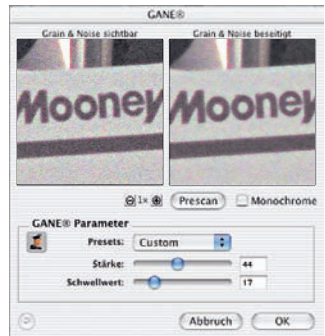 GANE®
Grain & Noise sichtbar
Grain & Noise beseitigt
Mooney
Mooney
1x
Prescan
Monochrome
GANE® Parameter
Presets: Custom
Stärke: 44
Schwellwert: 17
Abbruch
OK